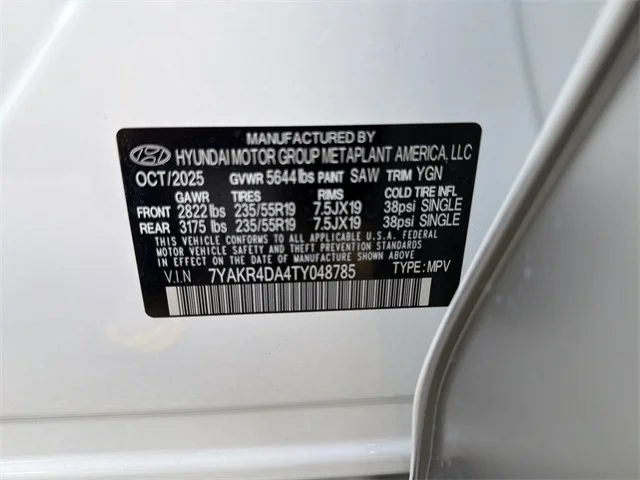 MANUFACTURED BY
HYUNDAI MOTOR GROUP METAPLANT AMERICA, LLC
OCT/2025 GVWR 5644 lbs PAINT SAW TRIM YGN
GAWR TIRES RIMS COLD TIRE INFL
FRONT 2822 lbs 235/55R19 7.5JX19 38psi SINGLE
REAR 3175 lbs 235/55R19 7.5JX19 38psi SINGLE
THIS VEHICLE CONFORMS TO ALL APPLICABLE U.S.A. FEDERAL
MOTOR VEHICLE SAFETY, BUMPER, AND THEFT PREVENTION
STANDARDS IN EFFECT ON THE DATE OF MANUFACTURE SHOWN ABOVE.
V.I.N 7YAKR4DA4TY048785 TYPE : MPV